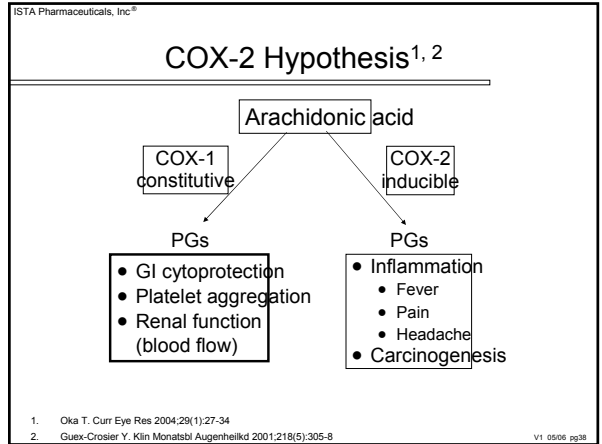 ISTA Pharmaceuticals, Inc®
COX-2 Hypothesis1, 2
Arachidonic acid
COX-1
constitutive
COX-2
inducible
PGs
• GI cytoprotection
• Platelet aggregation
• Renal function
(blood flow)
PGs
• Inflammation
• Fever
• Pain
• Headache
• Carcinogenesis
1. Oka T. Curr Eye Res 2004;29(1):27-34
2. Guex-Crosier Y. Klin Monatsbl Augenheilkd 2001;218(5):305-8
V1 05/06 pg38